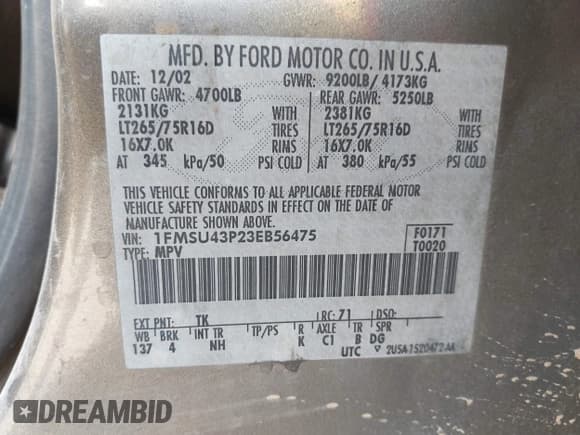 MFD. BY FORD MOTOR CO. IN U.S.A.
DATE: 12/02 GVWR: 9200LB/ 4173KG
FRONT GAWR: 4700LB REAR GAWR: 5250LB
2131KG WITH 2381KG WITH
LT265/75R16D TIRES LT265/75R16D TIRES
16X7.0K RIMS 16X7.0K RIMS
AT 345 kPa/50 PSI COLD AT 380 kPa/55 PSI COLD
THIS VEHICLE CONFORMS TO ALL APPLICABLE FEDERAL MOTOR
VEHICLE SAFETY STANDARDS IN EFFECT ON THE DATE OF
MANUFACTURE SHOWN ABOVE.
VIN: 1FMSU43P23EB56475 F0171
TYPE: MPV T0020
EXT PNT: TK RC: 71 DSO:
WB BRK INT TR TP/PS R AXLE TR SPR
137 4 NH K C1 B DG
UTC 2U5A 1520472 AA
DREAMBID